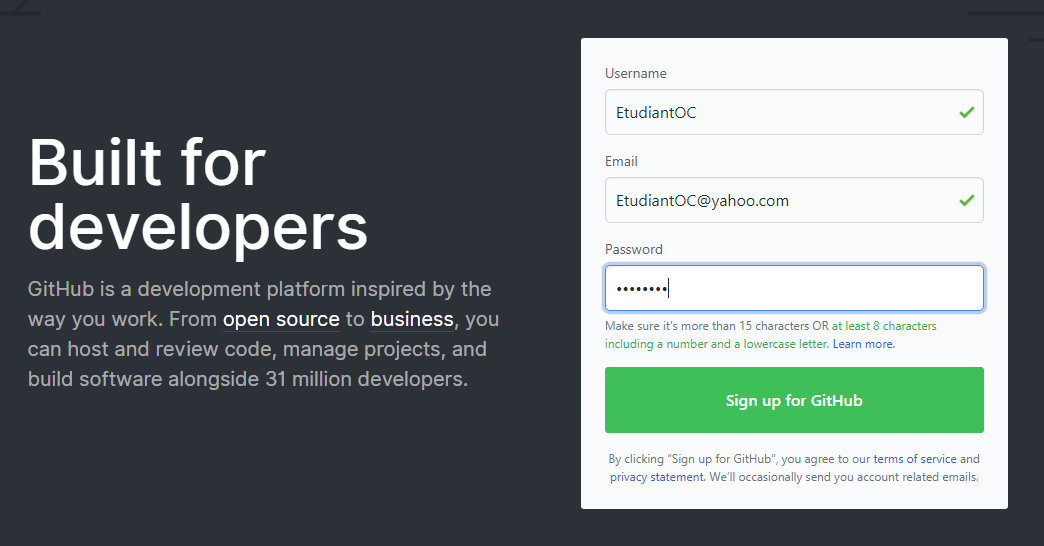 Built for
developers
GitHub is a development platform inspired by the
way you work. From open source to business, you
can host and review code, manage projects, and
build software alongside 31 million developers.
Username
EtudiantOC
Email
EtudiantOC@yahoo.com
Password
••••••••
Make sure it's more than 15 characters OR at least 8 characters
including a number and a lowercase letter. Learn more.
Sign up for GitHub
By clicking “Sign up for GitHub”, you agree to our terms of service and
privacy statement. We’ll occasionally send you account related emails.